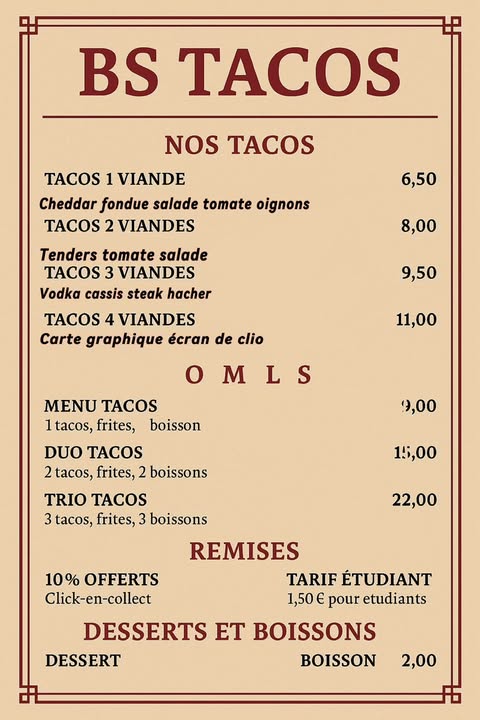 BS TACOS
NOS TACOS
TACOS 1 VIANDE 6,50
Cheddar fondue salade tomate oignons
TACOS 2 VIANDES 8,00
Tenders tomate salade
TACOS 3 VIANDES 9,50
Vodka cassis steak hacher
TACOS 4 VIANDES 11,00
Carte graphique écran de clio
O M L S
MENU TACOS 9,00
1 tacos, frites, boisson
DUO TACOS
2 tacos, frites, 2 boissons
TRIO TACOS 22,00
3 tacos, frites, 3 boissons
REMISES
10% OFFERTS TARIF ÉTUDIANT
Click-en-collect 1,50 € pour etudiants
DESSERTS ET BOISSONS
DESSERT BOISSON 2,00